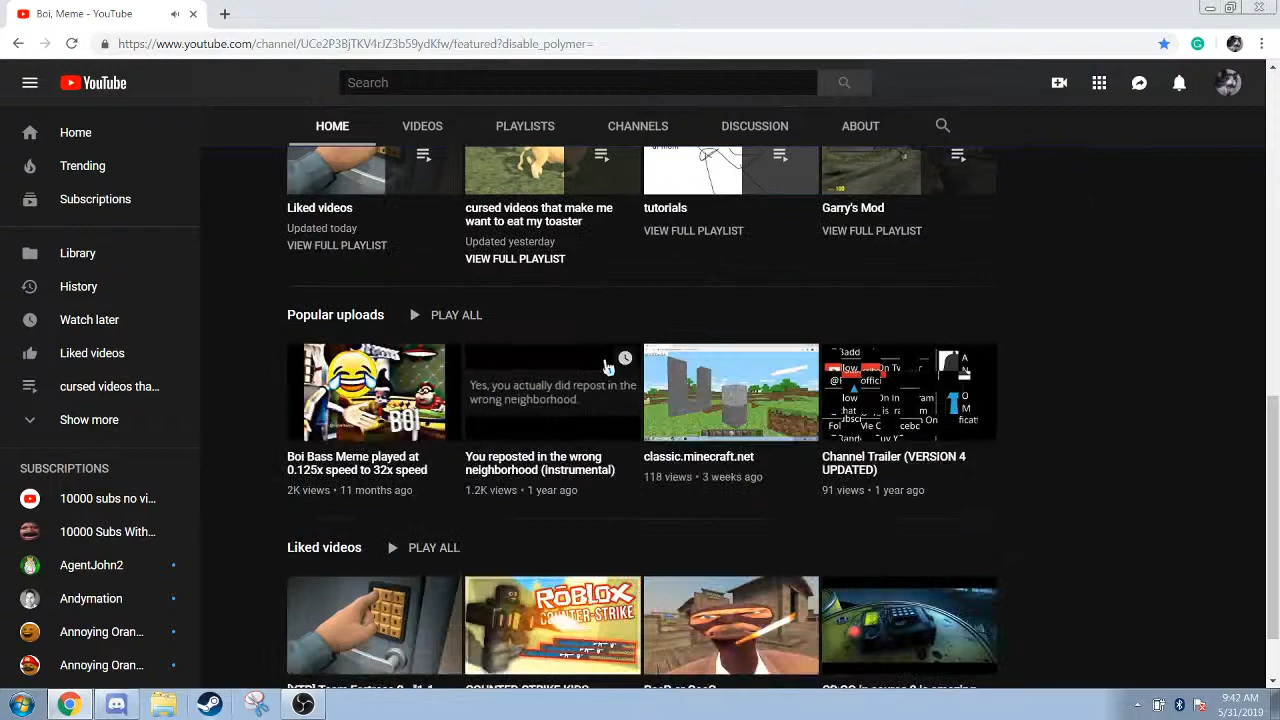 Boi, Meme - YouTube
https://www.youtube.com/channel/UCe2P3BJTKV4rJZ3b59ydKfw/featured?disable_polymer=
YouTube
Search
HOME
VIDEOS
PLAYLISTS
CHANNELS
DISCUSSION
ABOUT
Home
Trending
Subscriptions
Library
History
Watch later
Liked videos
cursed videos tha...
Show more
SUBSCRIPTIONS
10000 subs no vi...
10000 Subs With...
AgentJohn2
Andymation
Annoying Oran...
Annoying Oran...
Liked videos
Updated today
VIEW FULL PLAYLIST
cursed videos that make me
want to eat my toaster
Updated yesterday
VIEW FULL PLAYLIST
tutorials
VIEW FULL PLAYLIST
Garry's Mod
VIEW FULL PLAYLIST
Popular uploads
PLAY ALL
BOI
Boi Bass Meme played at
0.125x speed to 32x speed
2K views • 11 months ago
Yes, you actually did repost in the
wrong neighborhood
You reposted in the wrong
neighborhood (instrumental)
1.2K views • 1 year ago
classic.minecraft.net
118 views • 3 weeks ago
Channel Trailer (VERSION 4
UPDATED)
91 views • 1 year ago
Liked videos
PLAY ALL
ROBLOX
COUNTER-STRIKE
9:42 AM
5/31/2019